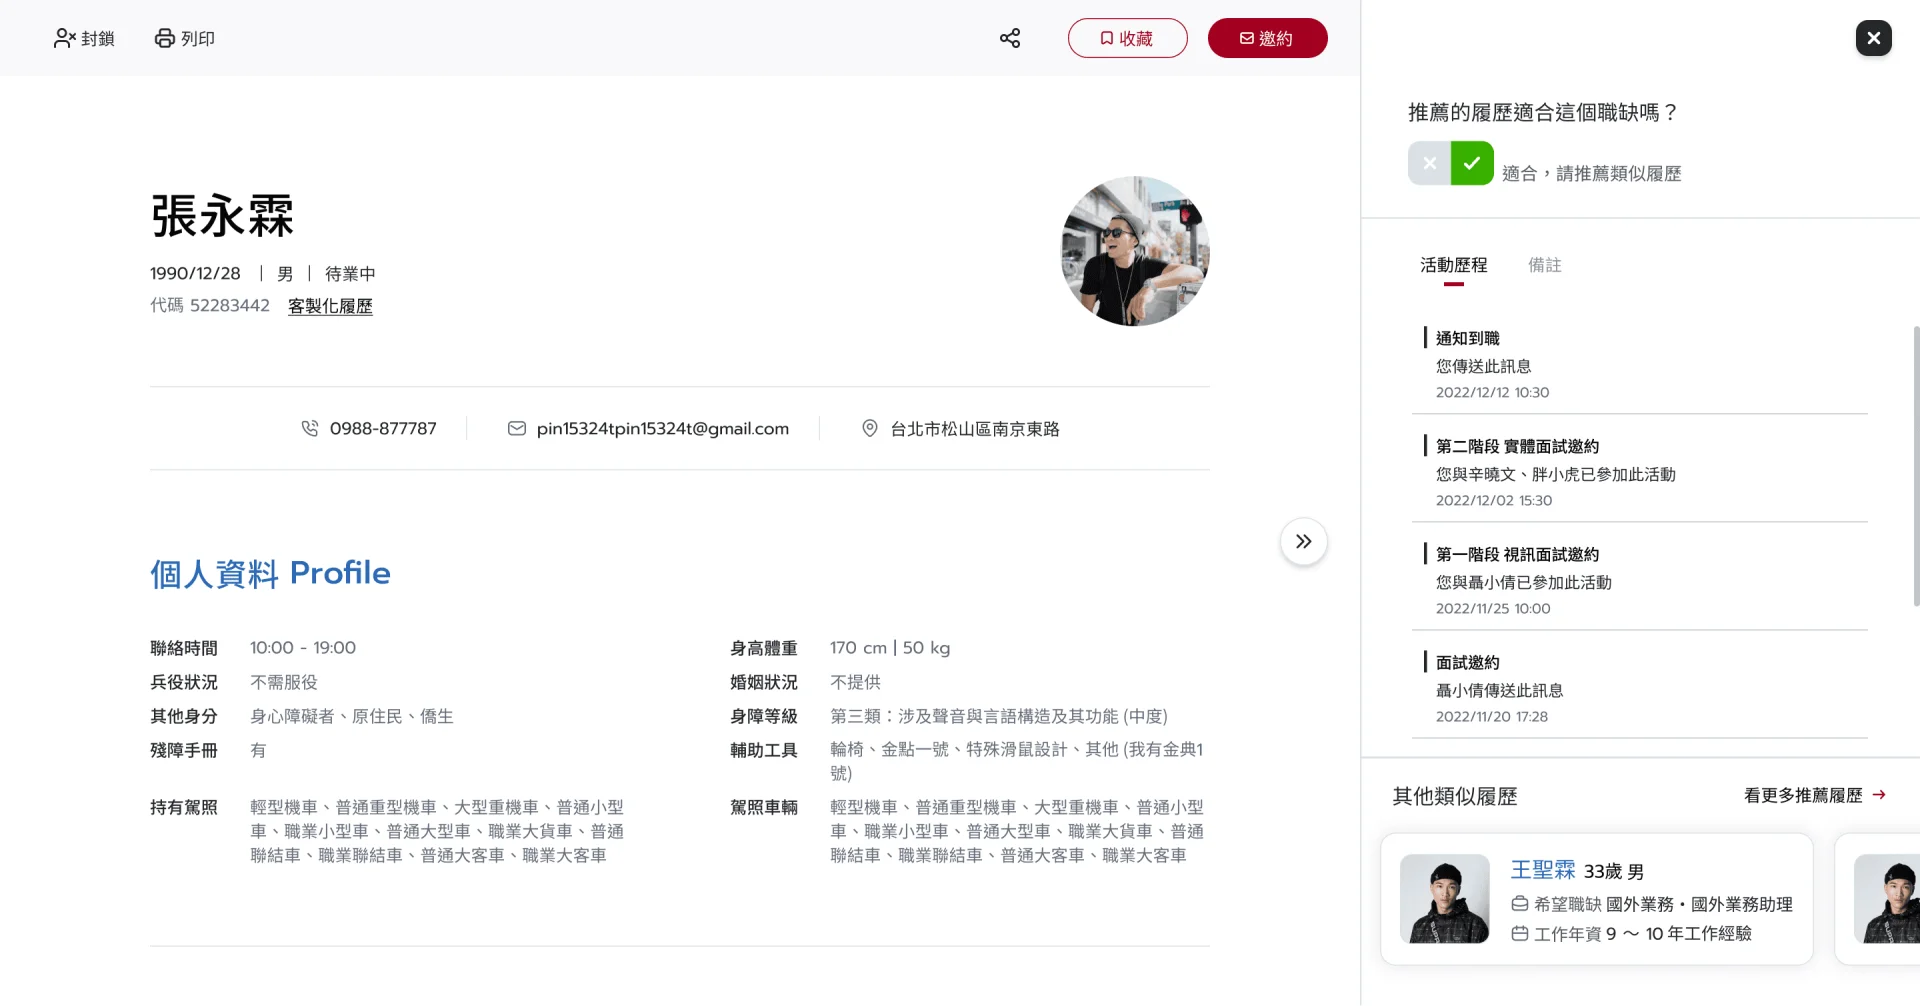 封鎖
列印
收藏
邀約
張永霖
1990/12/28 | 男 | 待業中
代碼 52283442 客製化履歷
0988-877787
pin15324tpin15324t@gmail.com
台北市松山區南京東路
個人資料 Profile
聯絡時間 10:00 - 19:00
兵役狀況 不需服役
其他身分 身心障礙者、原住民、僑生
殘障手冊 有
持有駕照 輕型機車、普通重型機車、大型重機車、普通小型
車、職業小型車、普通大型車、職業大貨車、普通
聯結車、職業聯結車、普通大客車、職業大客車
身高體重 170 cm | 50 kg
婚姻狀況 不提供
身障等級 第三類：涉及聲音與言語構造及其功能 (中度)
輔助工具 輪椅、金點一號、特殊滑鼠設計、其他 (我有金典1
號)
駕照車輛 輕型機車、普通重型機車、大型重機車、普通小型
車、職業小型車、普通大型車、職業大貨車、普通
聯結車、職業聯結車、普通大客車、職業大客車
推薦的履歷適合這個職缺嗎？
適合，請推薦類似履歷
活動歷程
備註
通知到職
您傳送此訊息
2022/12/12 10:30
第二階段 實體面試邀約
您與辛曉文、胖小虎已參加此活動
2022/12/02 15:30
第一階段 視訊面試邀約
您與聶小倩已參加此活動
2022/11/25 10:00
面試邀約
聶小倩傳送此訊息
2022/11/20 17:28
其他類似履歷
看更多推薦履歷
王聖霖 33歲 男
希望職缺 國外業務・國外業務助理
工作年資 9 ～ 10 年工作經驗